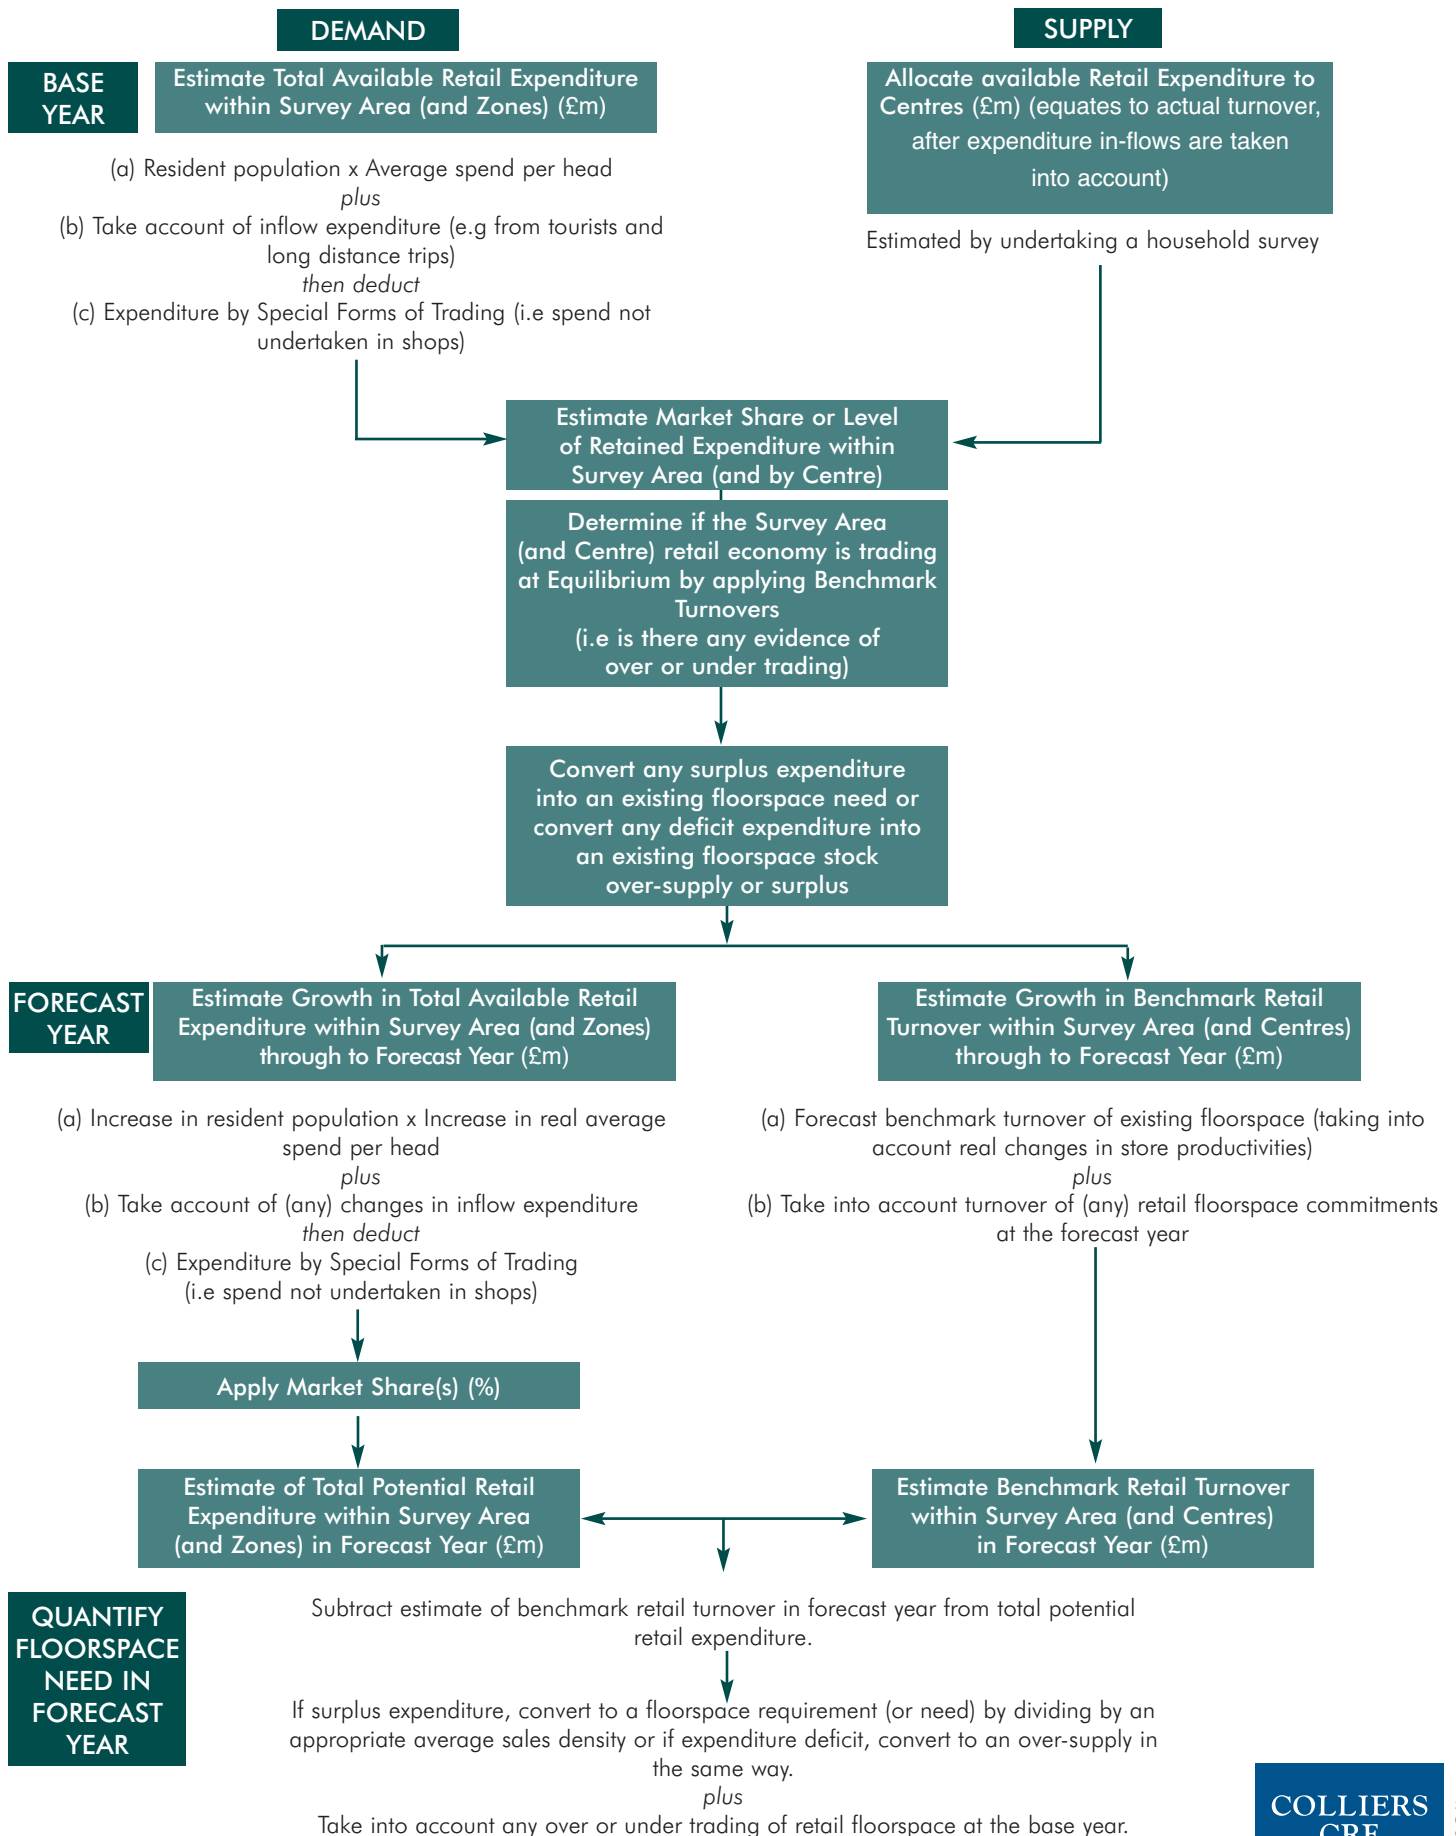 DEMAND
SUPPLY
BASE
YEAR
Estimate Total Available Retail Expenditure
within Survey Area (and Zones) (£m)
Allocate available Retail Expenditure to
Centres (£m) (equates to actual turnover,
after expenditure in-flows are taken
into account)
(a) Resident population x Average spend per head
plus
(b) Take account of inflow expenditure (e.g from tourists and
long distance trips)
then deduct
(c) Expenditure by Special Forms of Trading (i.e spend not
undertaken in shops)
Estimated by undertaking a household survey
Estimate Market Share or Level
of Retained Expenditure within
Survey Area (and by Centre)
Determine if the Survey Area
(and Centre) retail economy is trading
at Equilibrium by applying Benchmark
Turnovers
(i.e is there any evidence of
over or under trading)
Convert any surplus expenditure
into an existing floorspace need or
convert any deficit expenditure into
an existing floorspace stock
over-supply or surplus
FORECAST
YEAR
Estimate Growth in Total Available Retail
Expenditure within Survey Area (and Zones)
through to Forecast Year (£m)
Estimate Growth in Benchmark Retail
Turnover within Survey Area (and Centres)
through to Forecast Year (£m)
(a) Increase in resident population x Increase in real average
spend per head
plus
(b) Take account of (any) changes in inflow expenditure
then deduct
(c) Expenditure by Special Forms of Trading
(i.e spend not undertaken in shops)
(a) Forecast benchmark turnover of existing floorspace (taking into
account real changes in store productivities)
plus
(b) Take into account turnover of (any) retail floorspace commitments
at the forecast year
Apply Market Share(s) (%)
Estimate of Total Potential Retail
Expenditure within Survey Area
(and Zones) in Forecast Year (£m)
Estimate Benchmark Retail Turnover
within Survey Area (and Centres)
in Forecast Year (£m)
QUANTIFY
FLOORSPACE
NEED IN
FORECAST
YEAR
Subtract estimate of benchmark retail turnover in forecast year from total potential
retail expenditure.
If surplus expenditure, convert to a floorspace requirement (or need) by dividing by an
appropriate average sales density or if expenditure deficit, convert to an over-supply in
the same way.
plus
Take into account any over or under trading of retail floorspace at the base year.
COLLIERS
CRE